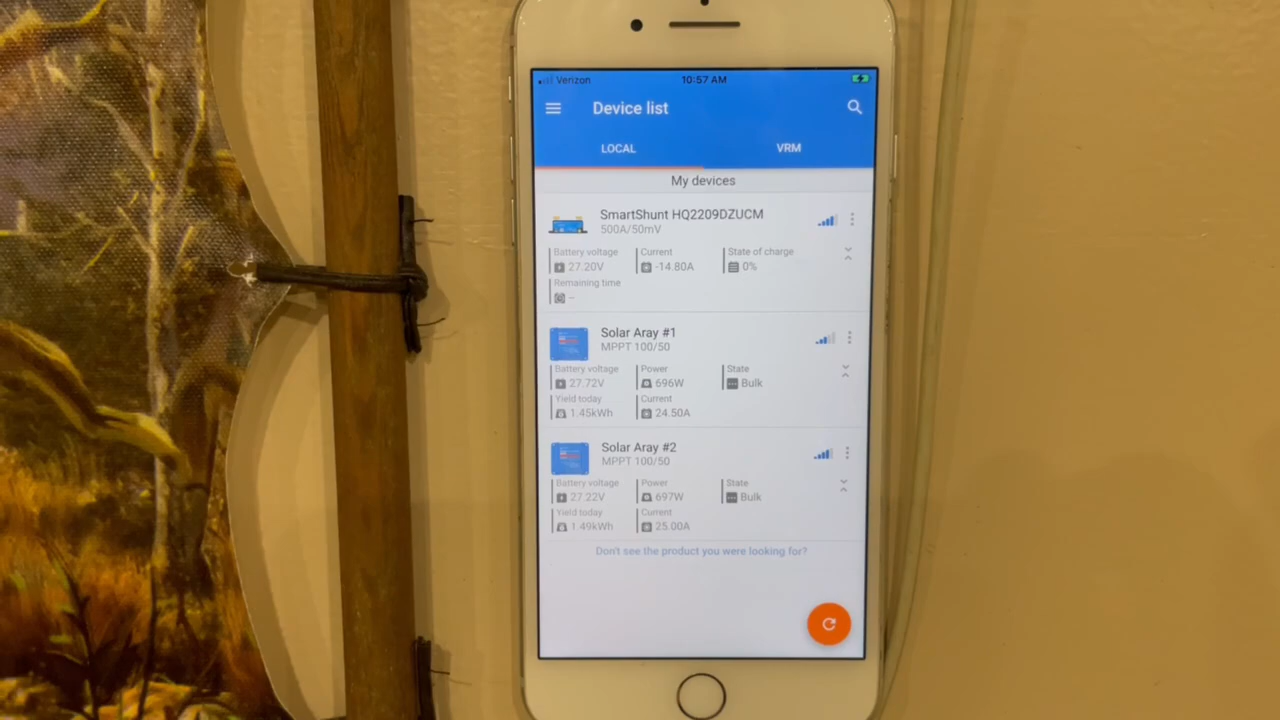 Verizon
10:57 AM
Device list
LOCAL
VRM
My devices
SmartShunt HQ2209DZUCM
500A/50mV
Battery voltage
Current
State of charge
27.20V
-14.80A
0%
Remaining time
--
Solar Aray #1
MPPT 100/50
Battery voltage
Power
State
27.72V
696W
Bulk
Yield today
Current
1.45kWh
24.50A
Solar Aray #2
MPPT 100/50
Battery voltage
Power
State
27.22V
697W
Bulk
Yield today
Current
1.49kWh
25.00A
Don't see the product you were looking for?